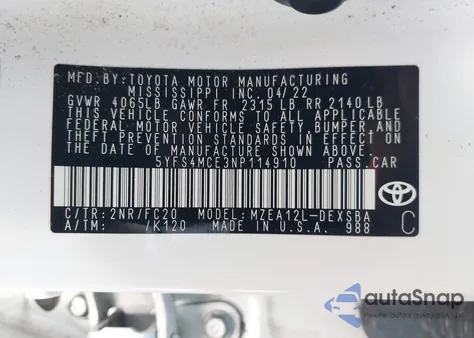 MFD.BY:TOYOTA MOTOR MANUFACTURING
MISSISSIPPI INC. 04/22
GVWR 4065LB GAWR FR 2315 LB RR 2140 LB
THIS VEHICLE CONFORMS TO ALL APPLICABLE
FEDERAL MOTOR VEHICLE SAFETY, BUMPER, AND
THEFT PREVENTION STANDARDS IN EFFECT ON THE
DATE OF MANUFACTURE SHOWN ABOVE.
5YFS4MCE3NP114910 PASS.CAR
C/TR:2NR/FC20 MODEL:MZEA12L-DEXSBA
A/TM: /K120 MADE IN U.S.A. 988
C
TOYOTA
autoSnap